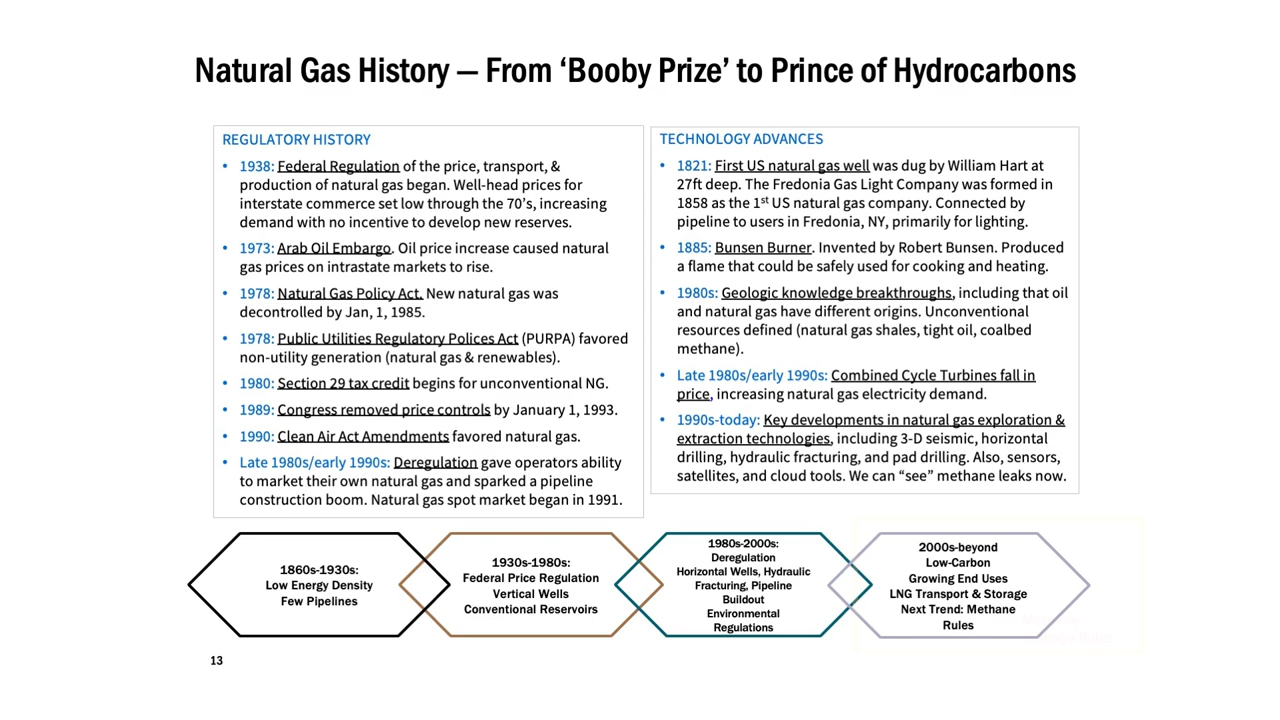 Natural Gas History — From ‘Booby Prize’ to Prince of Hydrocarbons
REGULATORY HISTORY
• 1938: Federal Regulation of the price, transport, &
production of natural gas began. Well-head prices for
interstate commerce set low through the 70’s, increasing
demand with no incentive to develop new reserves.
• 1973: Arab Oil Embargo. Oil price increase caused natural
gas prices on intrastate markets to rise.
• 1978: Natural Gas Policy Act. New natural gas was
decontrolled by Jan, 1, 1985.
• 1978: Public Utilities Regulatory Polices Act (PURPA) favored
non-utility generation (natural gas & renewables).
• 1980: Section 29 tax credit begins for unconventional NG.
• 1989: Congress removed price controls by January 1, 1993.
• 1990: Clean Air Act Amendments favored natural gas.
• Late 1980s/early 1990s: Deregulation gave operators ability
to market their own natural gas and sparked a pipeline
construction boom. Natural gas spot market began in 1991.
TECHNOLOGY ADVANCES
• 1821: First US natural gas well was dug by William Hart at
27ft deep. The Fredonia Gas Light Company was formed in
1858 as the 1st US natural gas company. Connected by
pipeline to users in Fredonia, NY, primarily for lighting.
• 1885: Bunsen Burner. Invented by Robert Bunsen. Produced
a flame that could be safely used for cooking and heating.
• 1980s: Geologic knowledge breakthroughs, including that oil
and natural gas have different origins. Unconventional
resources defined (natural gas shales, tight oil, coalbed
methane).
• Late 1980s/early 1990s: Combined Cycle Turbines fall in
price, increasing natural gas electricity demand.
• 1990s-today: Key developments in natural gas exploration &
extraction technologies, including 3-D seismic, horizontal
drilling, hydraulic fracturing, and pad drilling. Also, sensors,
satellites, and cloud tools. We can “see” methane leaks now.
1860s-1930s:
Low Energy Density
Few Pipelines
1930s-1980s:
Federal Price Regulation
Vertical Wells
Conventional Reservoirs
1980s-2000s:
Deregulation
Horizontal Wells, Hydraulic
Fracturing, Pipeline
Buildout
Environmental
Regulations
2000s-beyond
Low-Carbon
Growing End Uses
LNG Transport & Storage
Next Trend: Methane
Rules
13